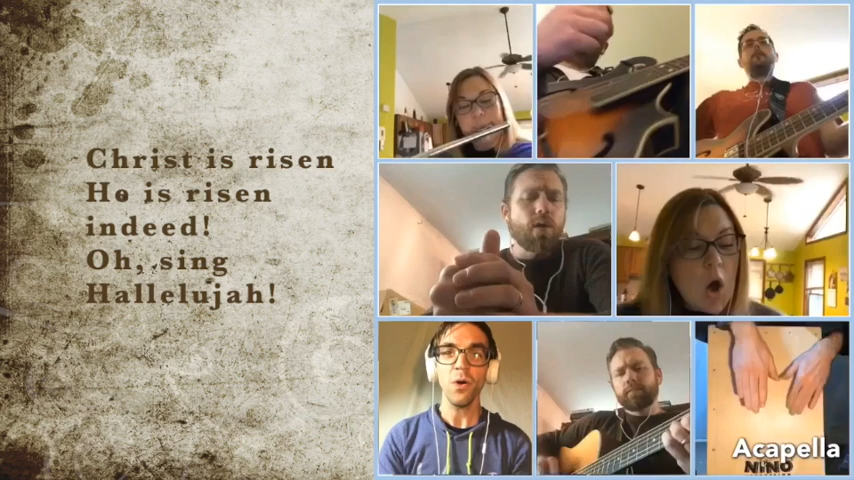 Christ is risen
He is risen
indeed!
Oh, sing
Hallelujah!
Acapella
NINO